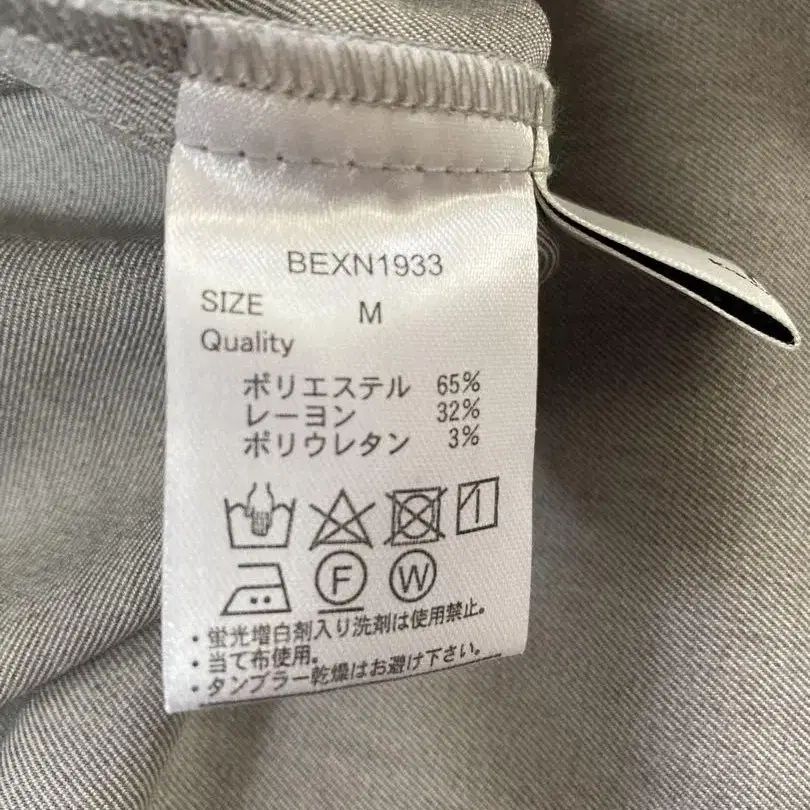 BEXN1933
SIZE M
Quality
ポリエステル 65%
レーヨン 32%
ポリウレタン 3%
F W
・蛍光増白剤入り洗剤は使用禁止。
・当て布使用。
・タンブラー乾燥はお避け下さい。